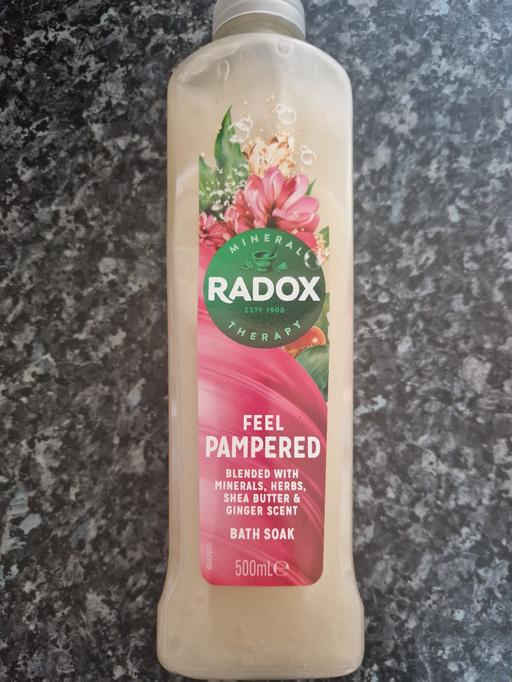 MINERAL
RADOX
ESTD 1908
THERAPY
FEEL
PAMPERED
BLENDED WITH
MINERALS, HERBS,
SHEA BUTTER &
GINGER SCENT
BATH SOAK
500mL℮